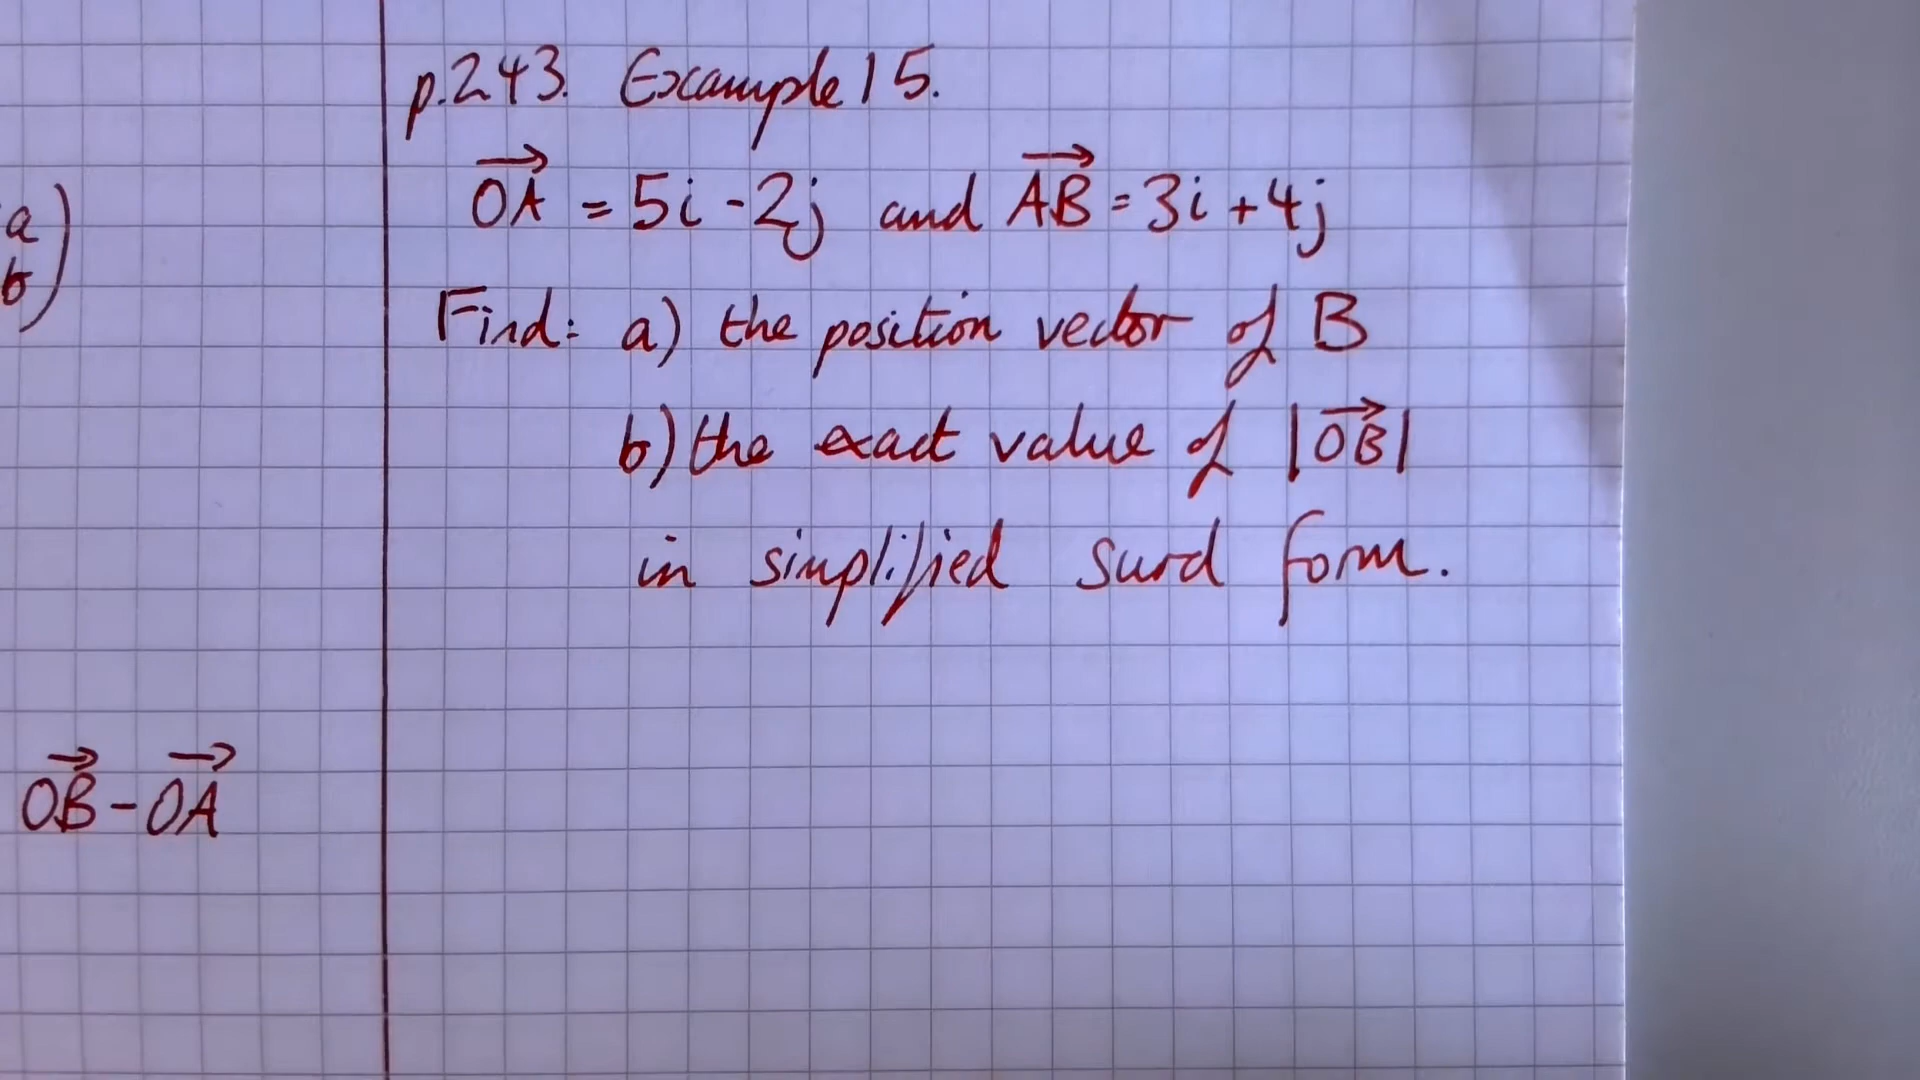 a
b
OB - OA
p.243. Example 15.
OA = 5i - 2j and AB = 3i + 4j
Find: a) the position vector of B
b) the exact value of |OB|
in simplified surd form.